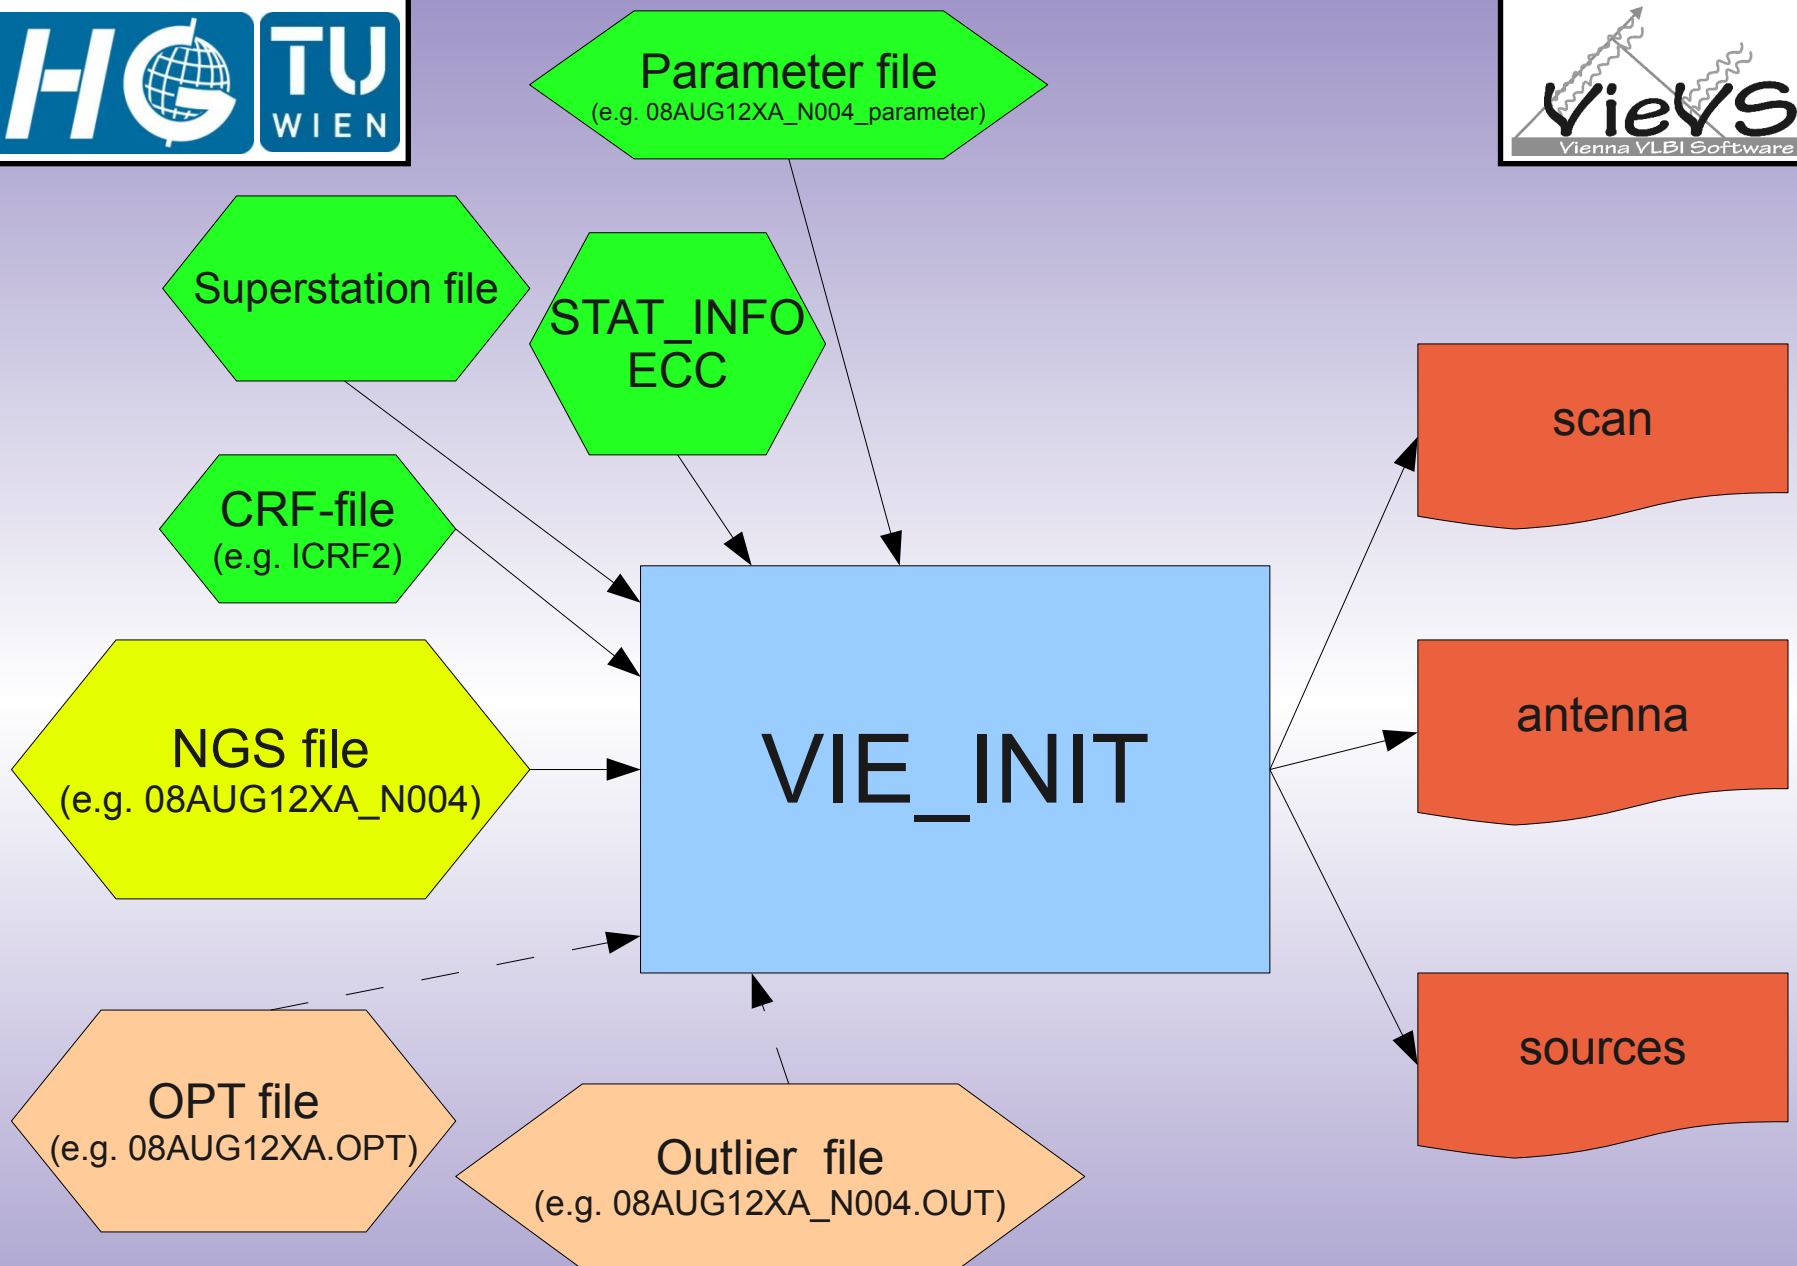 HG
TU
WIEN
Parameter file
(e.g. 08AUG12XA_N004_parameter)
VieVS
Vienna VLBI Software
Superstation file
STAT_INFO
ECC
CRF-file
(e.g. ICRF2)
scan
NGS file
(e.g. 08AUG12XA_N004)
VIE_INIT
antenna
OPT file
(e.g. 08AUG12XA.OPT)
Outlier file
(e.g. 08AUG12XA_N004.OUT)
sources